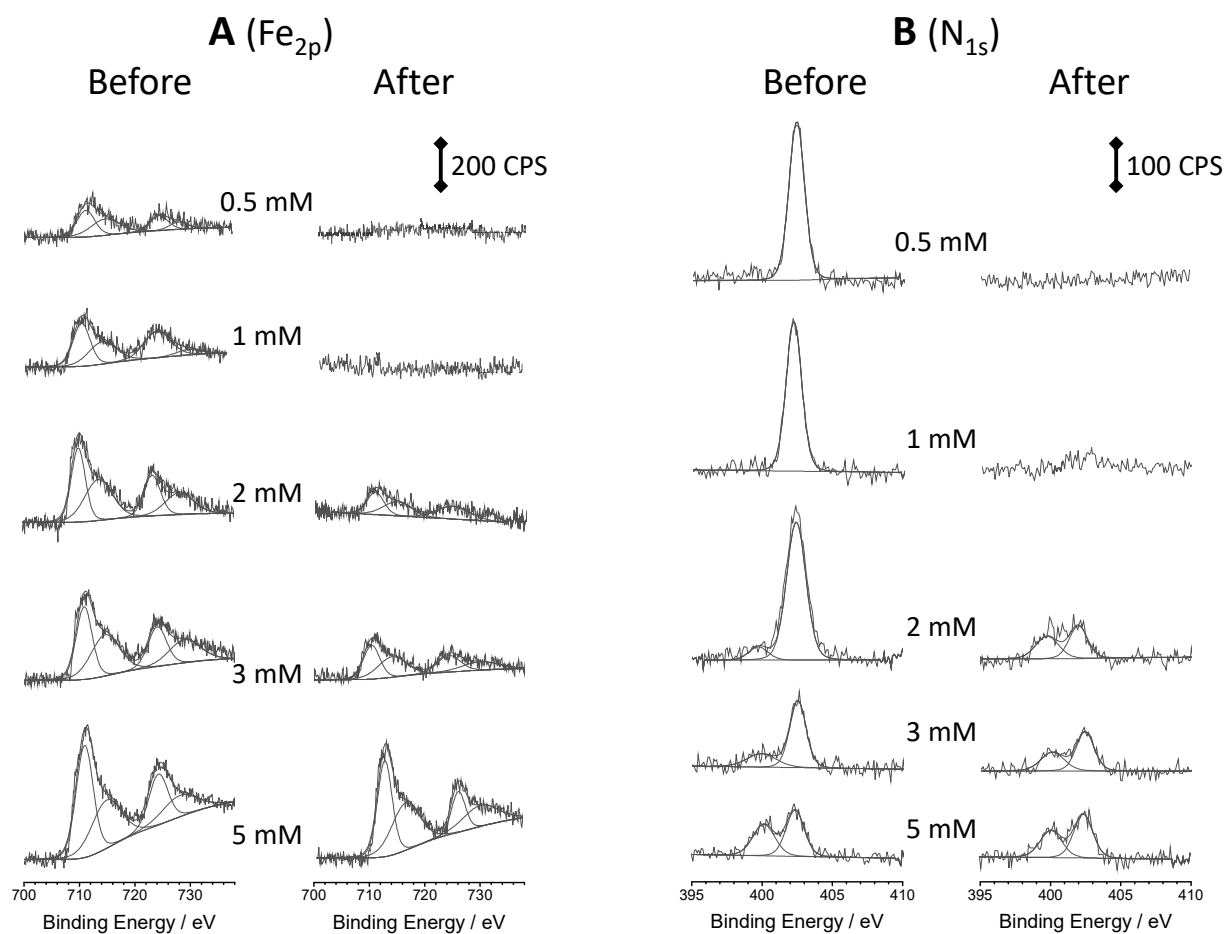 A (Fe2p)
Before After
200 CPS
0.5 mM
1 mM
2 mM
3 mM
5 mM
700 710 720 730
700 710 720 730
Binding Energy / eV
Binding Energy / eV
B (N1s)
Before After
100 CPS
0.5 mM
1 mM
2 mM
3 mM
5 mM
395 400 405 410
395 400 405 410
Binding Energy / eV
Binding Energy / eV